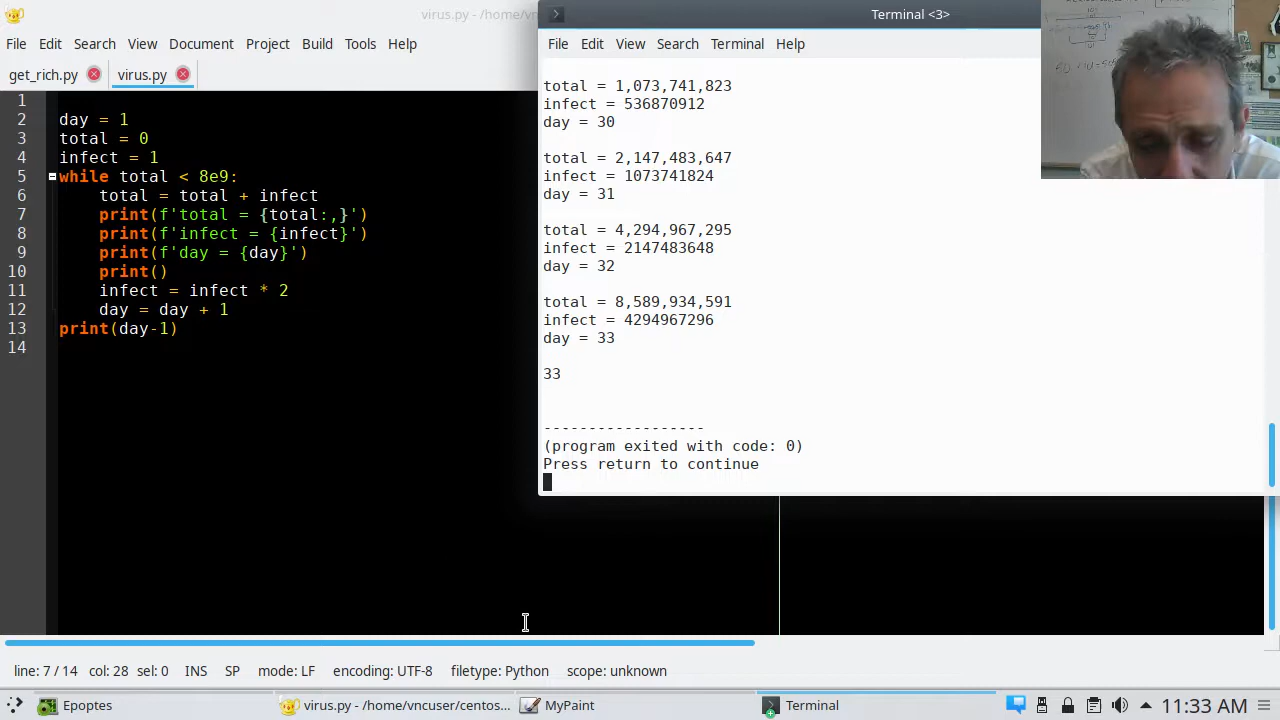 virus.py - /home/vn
File Edit Search View Document Project Build Tools Help
get_rich.py
virus.py
1
2 day = 1
3 total = 0
4 infect = 1
5 while total < 8e9:
6 total = total + infect
7 print(f'total = {total:,}')
8 print(f'infect = {infect}')
9 print(f'day = {day}')
10 print()
11 infect = infect * 2
12 day = day + 1
13 print(day-1)
14
Terminal <3>
File Edit View Search Terminal Help
total = 1,073,741,823
infect = 536870912
day = 30
total = 2,147,483,647
infect = 1073741824
day = 31
total = 4,294,967,295
infect = 2147483648
day = 32
total = 8,589,934,591
infect = 4294967296
day = 33
33
------------------
(program exited with code: 0)
Press return to continue
line: 7 / 14 col: 28 sel: 0 INS SP mode: LF encoding: UTF-8 filetype: Python scope: unknown
Epoptes
virus.py - /home/vncuser/centos...
MyPaint
Terminal
11:33 AM